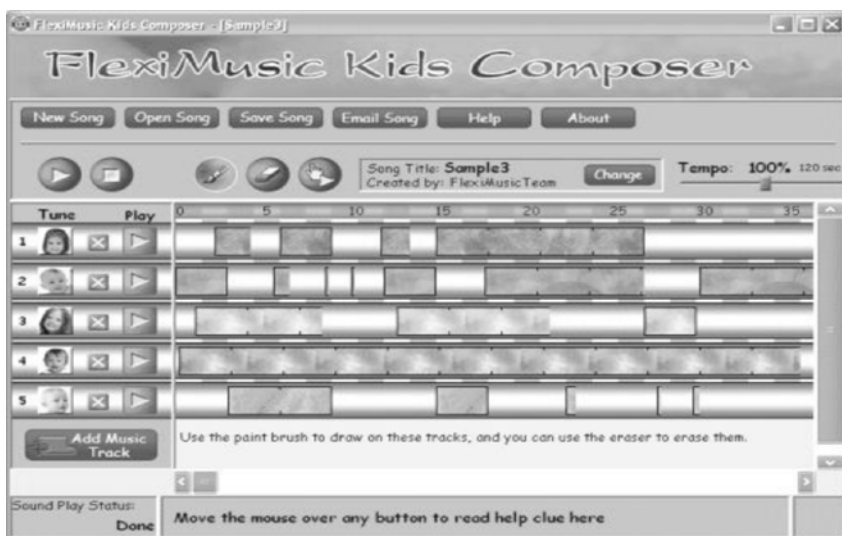 FlexiMusic Kids Composer - [Sample3]
FlexiMusic Kids Composer
New Song Open Song Save Song Email Song Help About
Song Title: Sample3
Created by: FlexiMusicTeam
Change
Tempo: 100% 120 sec
Tune Play 0 5 10 15 20 25 30 35
1
2
3
4
5
Add Music
Track
Use the paint brush to draw on these tracks, and you can use the eraser to erase them.
Sound Play Status:
Done
Move the mouse over any button to read help clue here